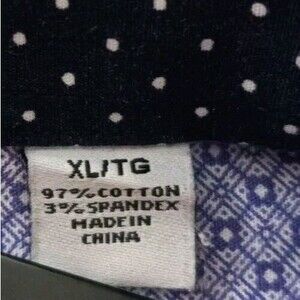 XL/TG
97% COTTON
3% SPANDEX
MADE IN
CHINA